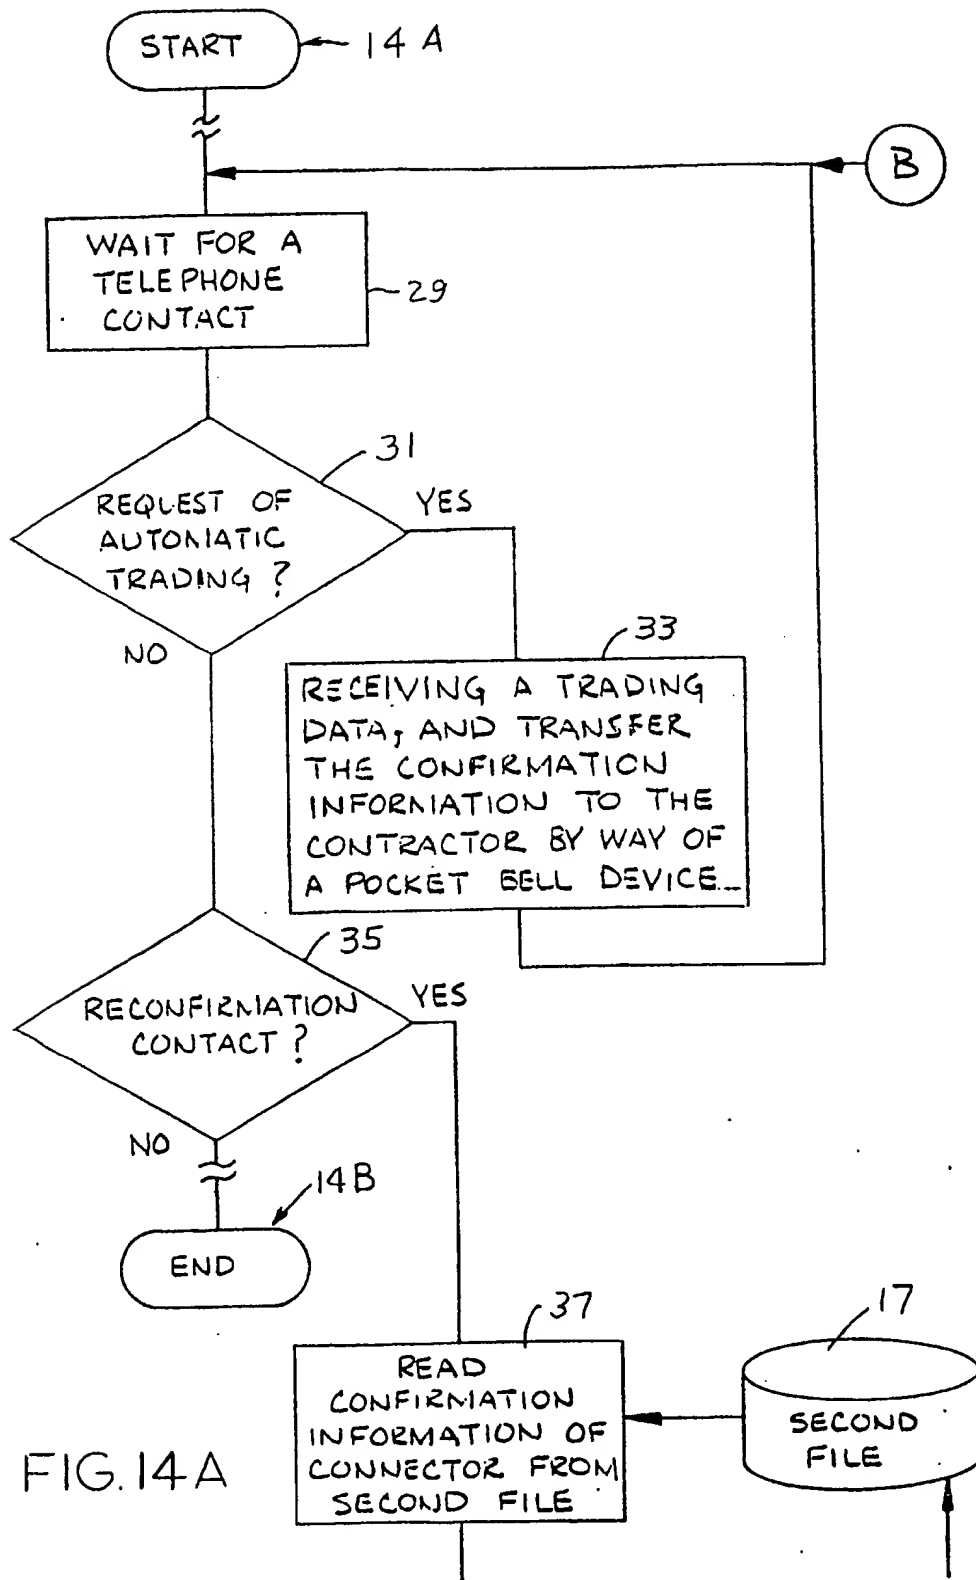 START
14A
B
WAIT FOR A
TELEPHONE
CONTACT
29
31
REQUEST OF
AUTOMATIC
TRADING?
YES
NO
33
RECEIVING A TRADING
DATA, AND TRANSFER
THE CONFIRMATION
INFORMATION TO THE
CONTRACTOR BY WAY OF
A POCKET BELL DEVICE
35
RECONFIRMATION
CONTACT?
YES
NO
14B
END
37
17
READ
CONFIRMATION
INFORMATION OF
CONNECTOR FROM
SECOND FILE
SECOND
FILE
FIG. 14A